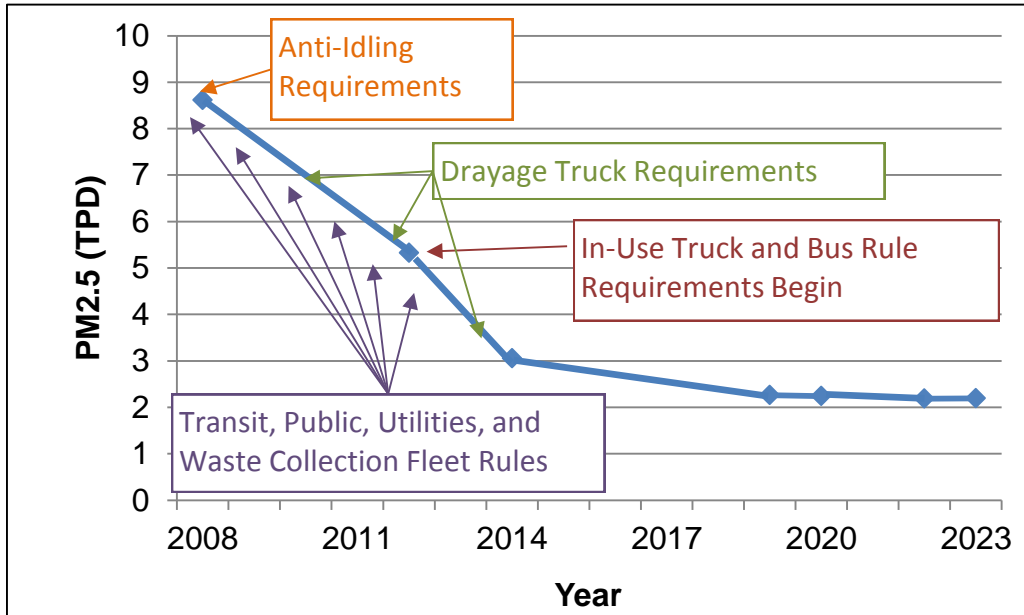 10
9
8
7
6
5
4
3
2
1
0
PM2.5 (TPD)
Anti-Idling
Requirements
Drayage Truck Requirements
In-Use Truck and Bus Rule
Requirements Begin
Transit, Public, Utilities, and
Waste Collection Fleet Rules
2008 2011 2014 2017 2020 2023
Year